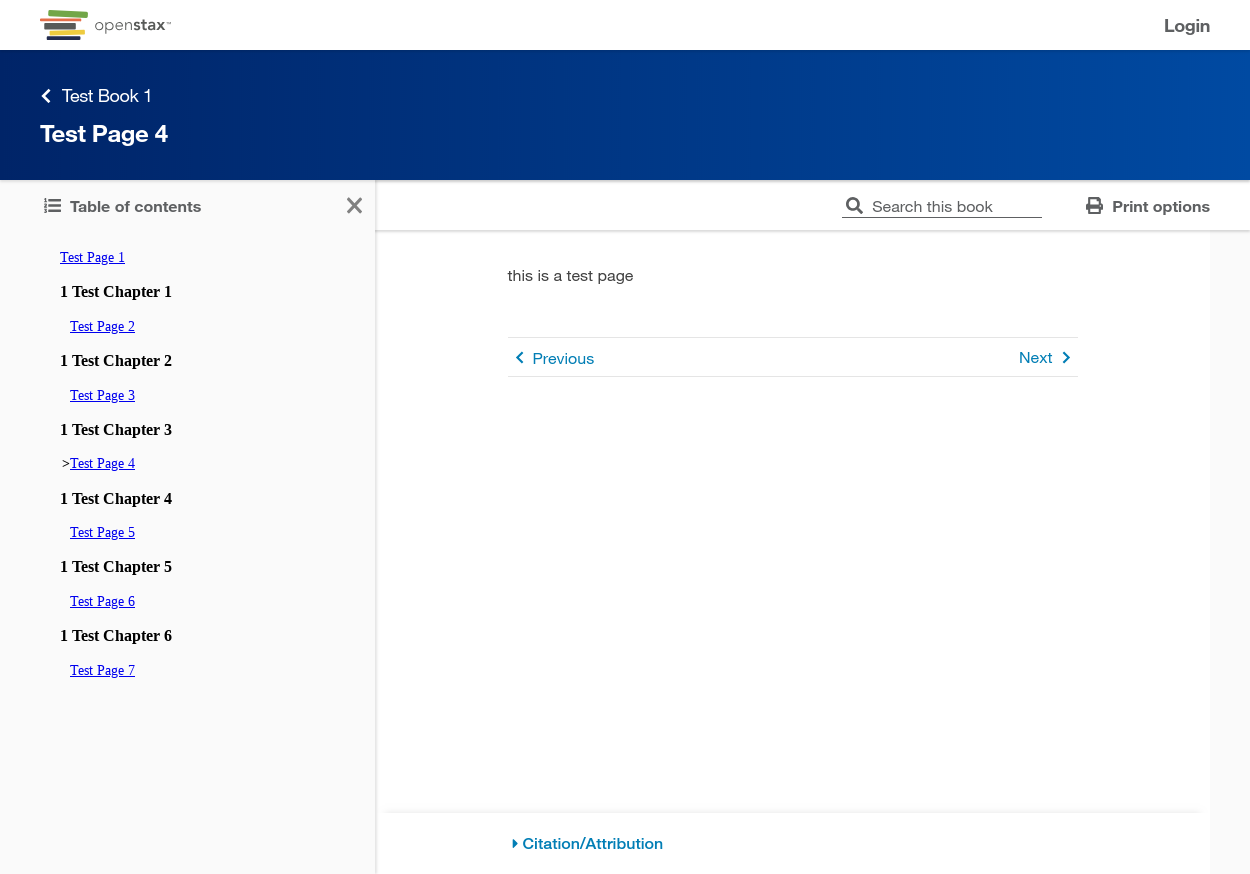 openstax™
Login
Test Book 1
Test Page 4
Table of contents
Search this book
Print options
Test Page 1
1 Test Chapter 1
Test Page 2
1 Test Chapter 2
Test Page 3
1 Test Chapter 3
>Test Page 4
1 Test Chapter 4
Test Page 5
1 Test Chapter 5
Test Page 6
1 Test Chapter 6
Test Page 7
this is a test page
Previous
Next
Citation/Attribution